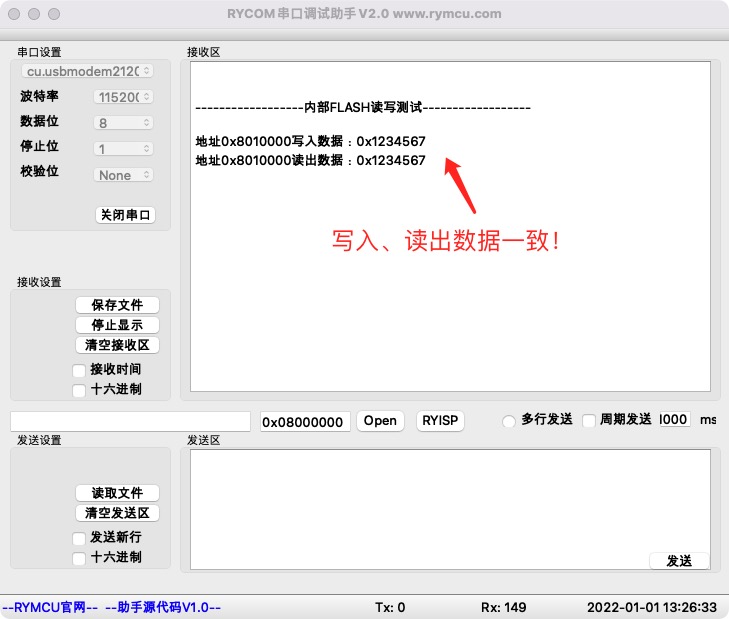 RYCOM串口调试助手V2.0 www.rymcu.com
串口设置
cu.usbmodem2120
波特率
115200
数据位
8
停止位
1
校验位
None
关闭串口
接收区
------------------内部FLASH读写测试------------------
地址0x8010000写入数据：0x1234567
地址0x8010000读出数据：0x1234567
写入、读出数据一致！
接收设置
保存文件
停止显示
清空接收区
接收时间
十六进制
0x08000000
Open
RYISP
多行发送
周期发送
1000
ms
发送设置
读取文件
清空发送区
发送新行
十六进制
发送区
发送
--RYMCU官网-- --助手源代码V1.0--
Tx: 0
Rx: 149
2022-01-01 13:26:33